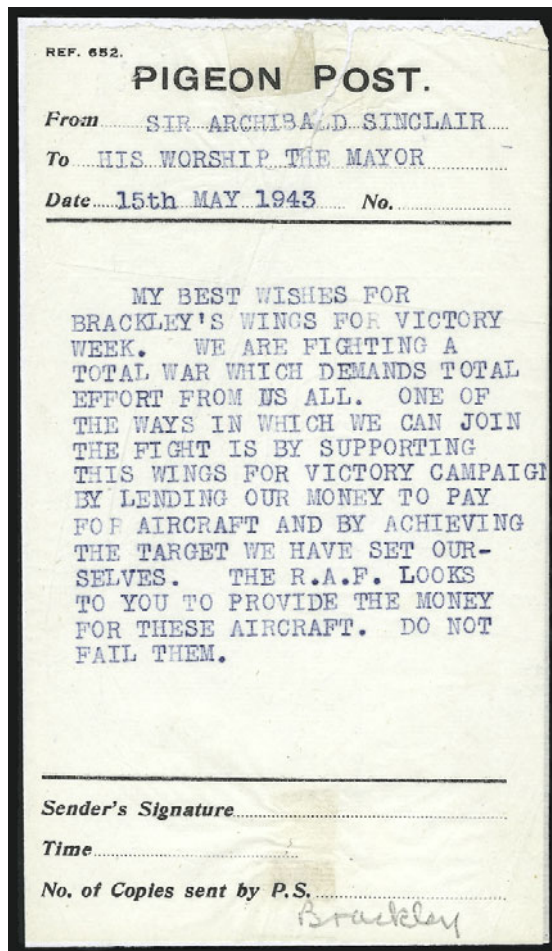 REF. 652.
PIGEON POST.
From SIR ARCHIBALD SINCLAIR
To HIS WORSHIP THE MAYOR
Date 15th MAY 1943 No.
MY BEST WISHES FOR
BRACKLEY'S WINGS FOR VICTORY
WEEK. WE ARE FIGHTING A
TOTAL WAR WHICH DEMANDS TOTAL
EFFORT FROM US ALL. ONE OF
THE WAYS IN WHICH WE CAN JOIN
THE FIGHT IS BY SUPPORTING
THIS WINGS FOR VICTORY CAMPAIGN
BY LENDING OUR MONEY TO PAY
FOR AIRCRAFT AND BY ACHIEVING
THE TARGET WE HAVE SET OUR-
SELVES. THE R.A.F. LOOKS
TO YOU TO PROVIDE THE MONEY
FOR THESE AIRCRAFT. DO NOT
FAIL THEM.
Sender's Signature
Time
No. of Copies sent by P.S.
Brackley